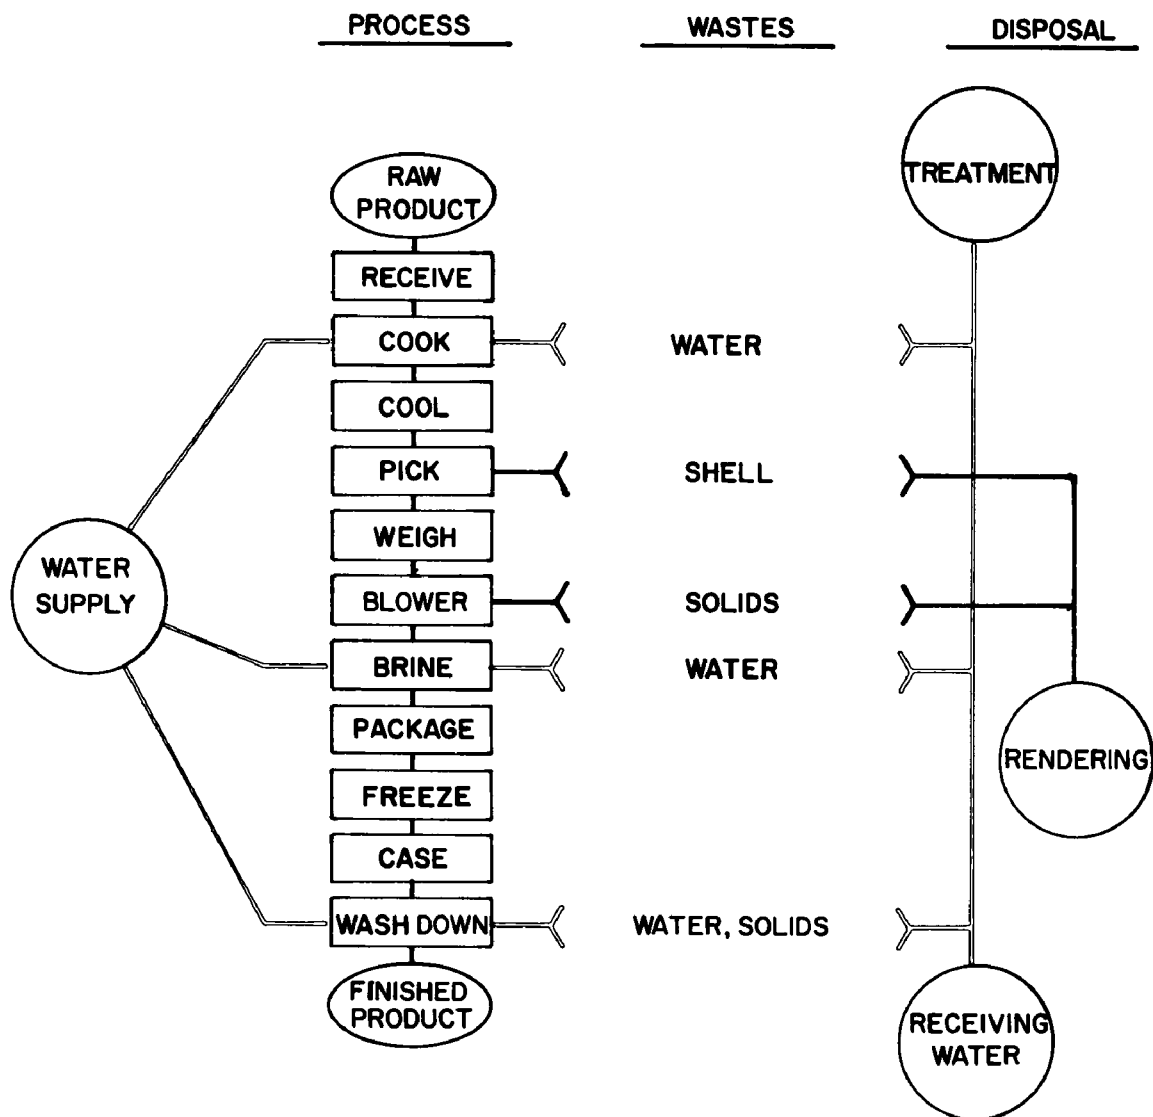 PROCESS
WASTES
DISPOSAL
TREATMENT
RAW
PRODUCT
RECEIVE
COOK
WATER
COOL
PICK
SHELL
WEIGH
WATER
SUPPLY
BLOWER
SOLIDS
BRINE
WATER
PACKAGE
RENDERING
FREEZE
CASE
WASH DOWN
WATER, SOLIDS
FINISHED
PRODUCT
RECEIVING
WATER